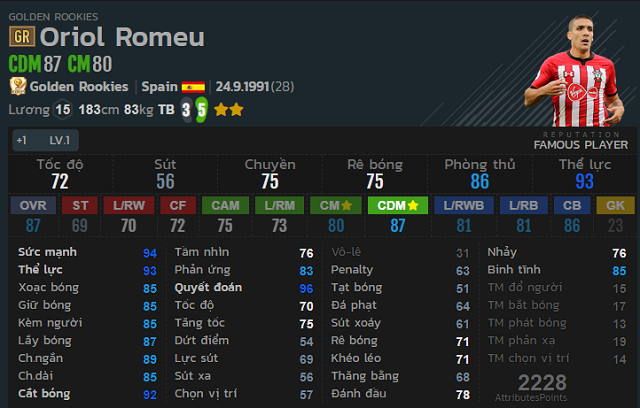 GOLDEN ROOKIES
GR Oriol Romeu
CDM 87 CM 80
Golden Rookies Spain 24.9.1991(28)
Lương 15 183cm 83kg TB 3 5
REPUTATION
FAMOUS PLAYER
+1 LV.1
Tốc độ Sút Chuyền Rê bóng Phòng thủ Thể lực
72 56 75 75 86 93
OVR ST L/RW CF CAM L/RM CM CDM L/RWB L/RB CB GK
87 69 70 72 75 73 80 87 81 81 86 23
Sức mạnh 94 Tầm nhìn 76 Vô-lê 31 Nhảy 76
Thể lực 93 Phản ứng 83 Penalty 63 Bình tĩnh 85
Xoạc bóng 85 Quyết đoán 96 Tạt bóng 51 TM đổ người 15
Giữ bóng 85 Tốc độ 70 Đá phạt 64 TM bắt bóng 17
Kèm người 85 Tăng tốc 75 Sút xoáy 61 TM phát bóng 13
Lấy bóng 87 Dứt điểm 54 Rê bóng 71 TM phản xạ 19
Ch.ngắn 89 Lực sút 69 Khéo léo 71 TM chọn vị trí 14
Ch.dài 85 Sút xa 56 Thăng bằng 68
Cắt bóng 92 Chọn vị trí 57 Đánh đầu 78
2228
AttributesPoints